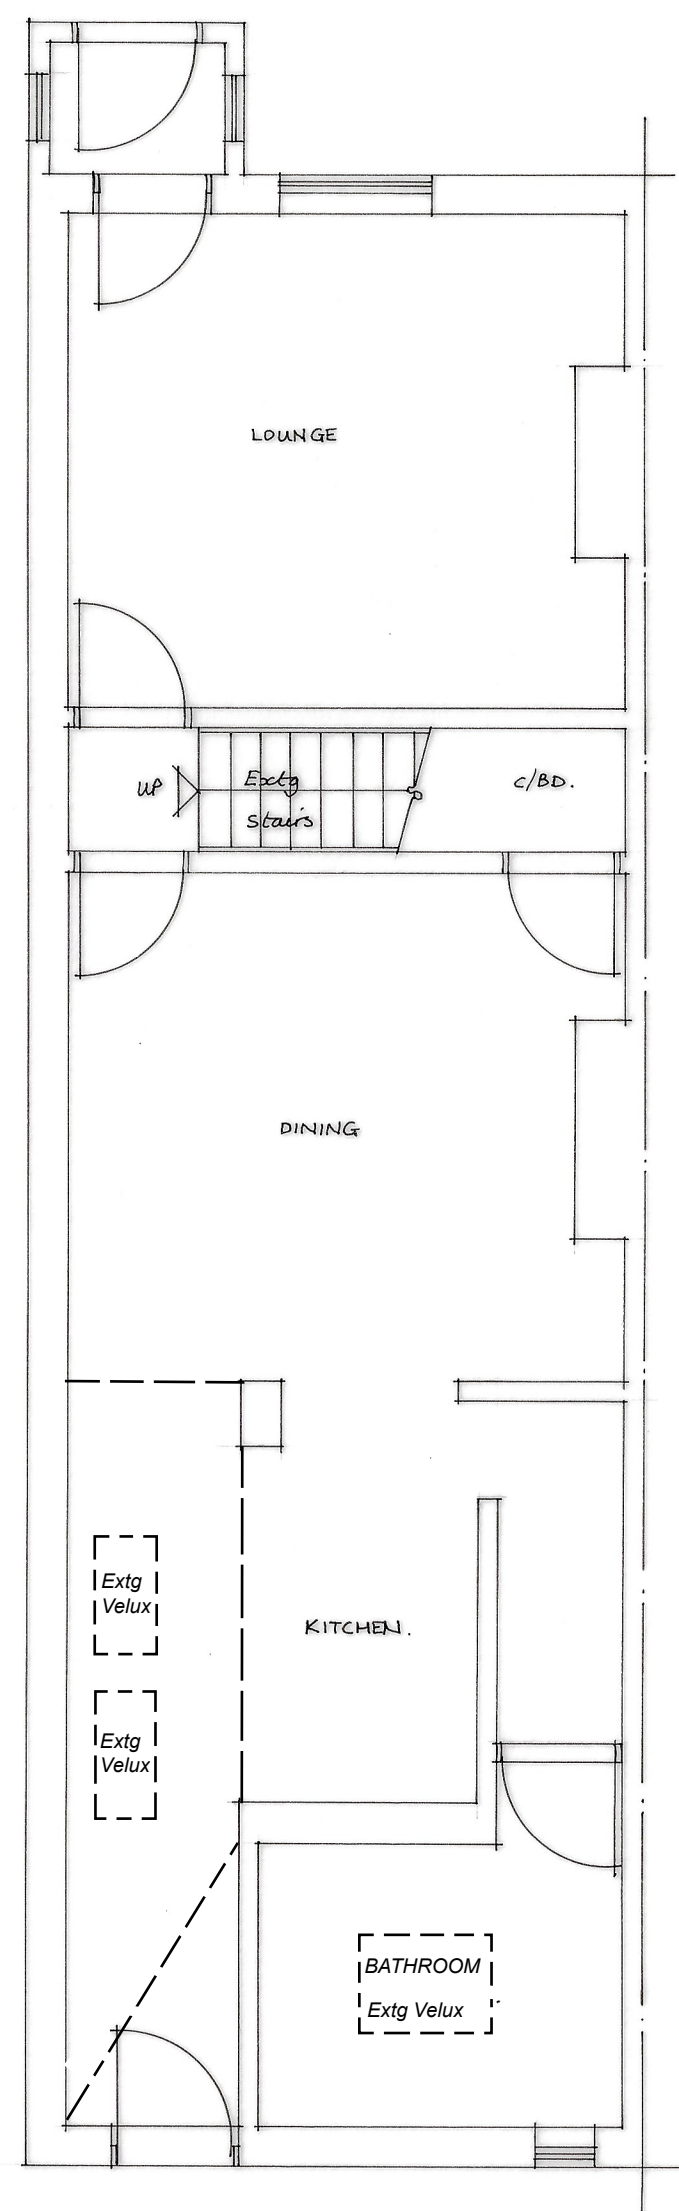 LOUNGE
UP
Extg
Stairs
C/BD.
DINING
Extg
Velux
KITCHEN.
Extg
Velux
BATHROOM
Extg Velux